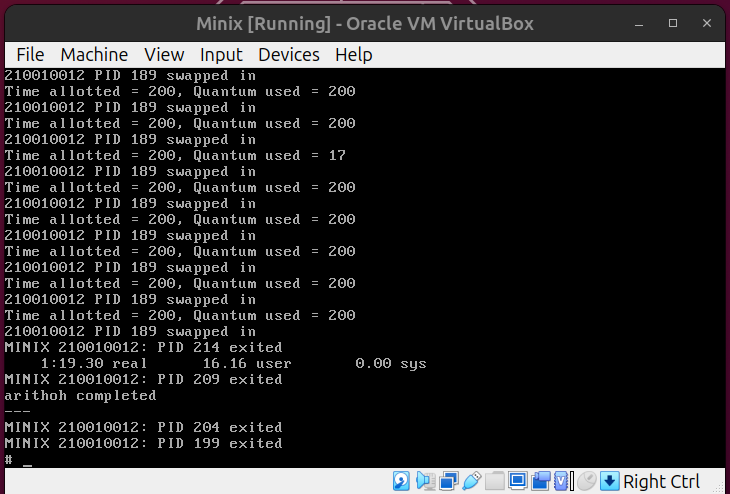 Minix [Running] - Oracle VM VirtualBox
File Machine View Input Devices Help
210010012 PID 189 swapped in
Time allotted = 200, Quantum used = 200
210010012 PID 189 swapped in
Time allotted = 200, Quantum used = 200
210010012 PID 189 swapped in
Time allotted = 200, Quantum used = 17
210010012 PID 189 swapped in
Time allotted = 200, Quantum used = 200
210010012 PID 189 swapped in
Time allotted = 200, Quantum used = 200
210010012 PID 189 swapped in
Time allotted = 200, Quantum used = 200
210010012 PID 189 swapped in
Time allotted = 200, Quantum used = 200
210010012 PID 189 swapped in
Time allotted = 200, Quantum used = 200
210010012 PID 189 swapped in
MINIX 210010012: PID 214 exited
1:19.30 real 16.16 user 0.00 sys
MINIX 210010012: PID 209 exited
arithoh completed
---
MINIX 210010012: PID 204 exited
MINIX 210010012: PID 199 exited
# _
Right Ctrl